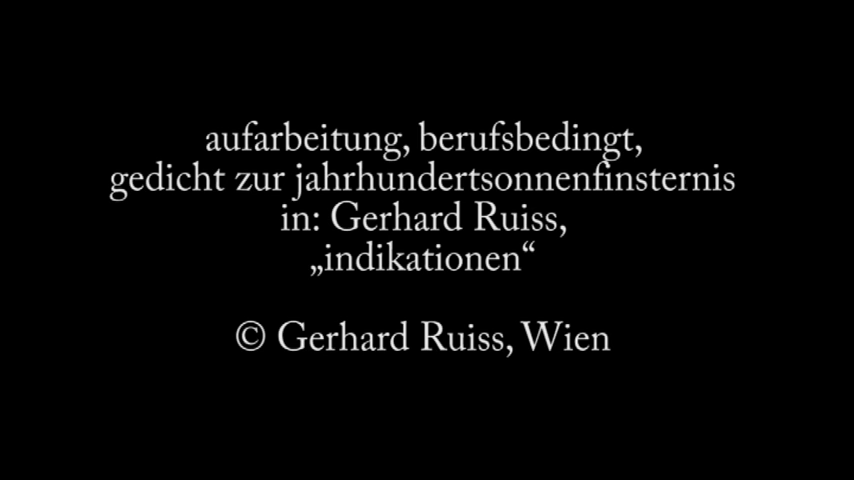 aufarbeitung, berufsbedingt,
gedicht zur jahrhundertsonnenfinsternis
in: Gerhard Ruiss,
„indikationen“
© Gerhard Ruiss, Wien